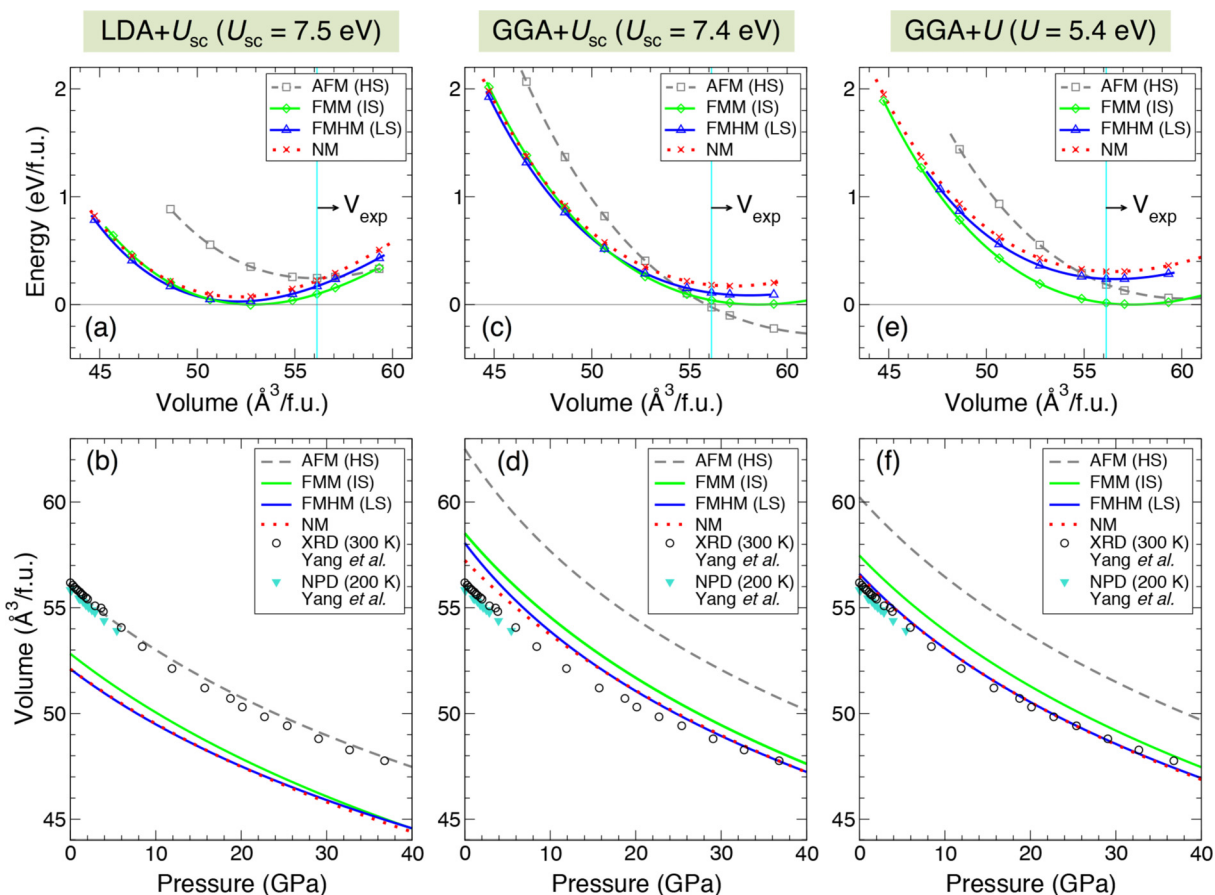 LDA+Usc (Usc = 7.5 eV)
GGA+Usc (Usc = 7.4 eV)
GGA+U (U = 5.4 eV)
Energy (eV/f.u.)
2
1
0
AFM (HS)
FMM (IS)
FMHM (LS)
NM
Vexp
(a)
45 50 55 60
Volume (Å3/f.u.)
2
1
0
AFM (HS)
FMM (IS)
FMHM (LS)
NM
Vexp
(c)
45 50 55 60
Volume (Å3/f.u.)
2
1
0
AFM (HS)
FMM (IS)
FMHM (LS)
NM
Vexp
(e)
45 50 55 60
Volume (Å3/f.u.)
Volume (Å3/f.u.)
60
55
50
45
(b)
AFM (HS)
FMM (IS)
FMHM (LS)
NM
XRD (300 K)
Yang et al.
NPD (200 K)
Yang et al.
0 10 20 30 40
Pressure (GPa)
60
55
50
45
(d)
AFM (HS)
FMM (IS)
FMHM (LS)
NM
XRD (300 K)
Yang et al.
NPD (200 K)
Yang et al.
0 10 20 30 40
Pressure (GPa)
60
55
50
45
(f)
AFM (HS)
FMM (IS)
FMHM (LS)
NM
XRD (300 K)
Yang et al.
NPD (200 K)
Yang et al.
0 10 20 30 40
Pressure (GPa)